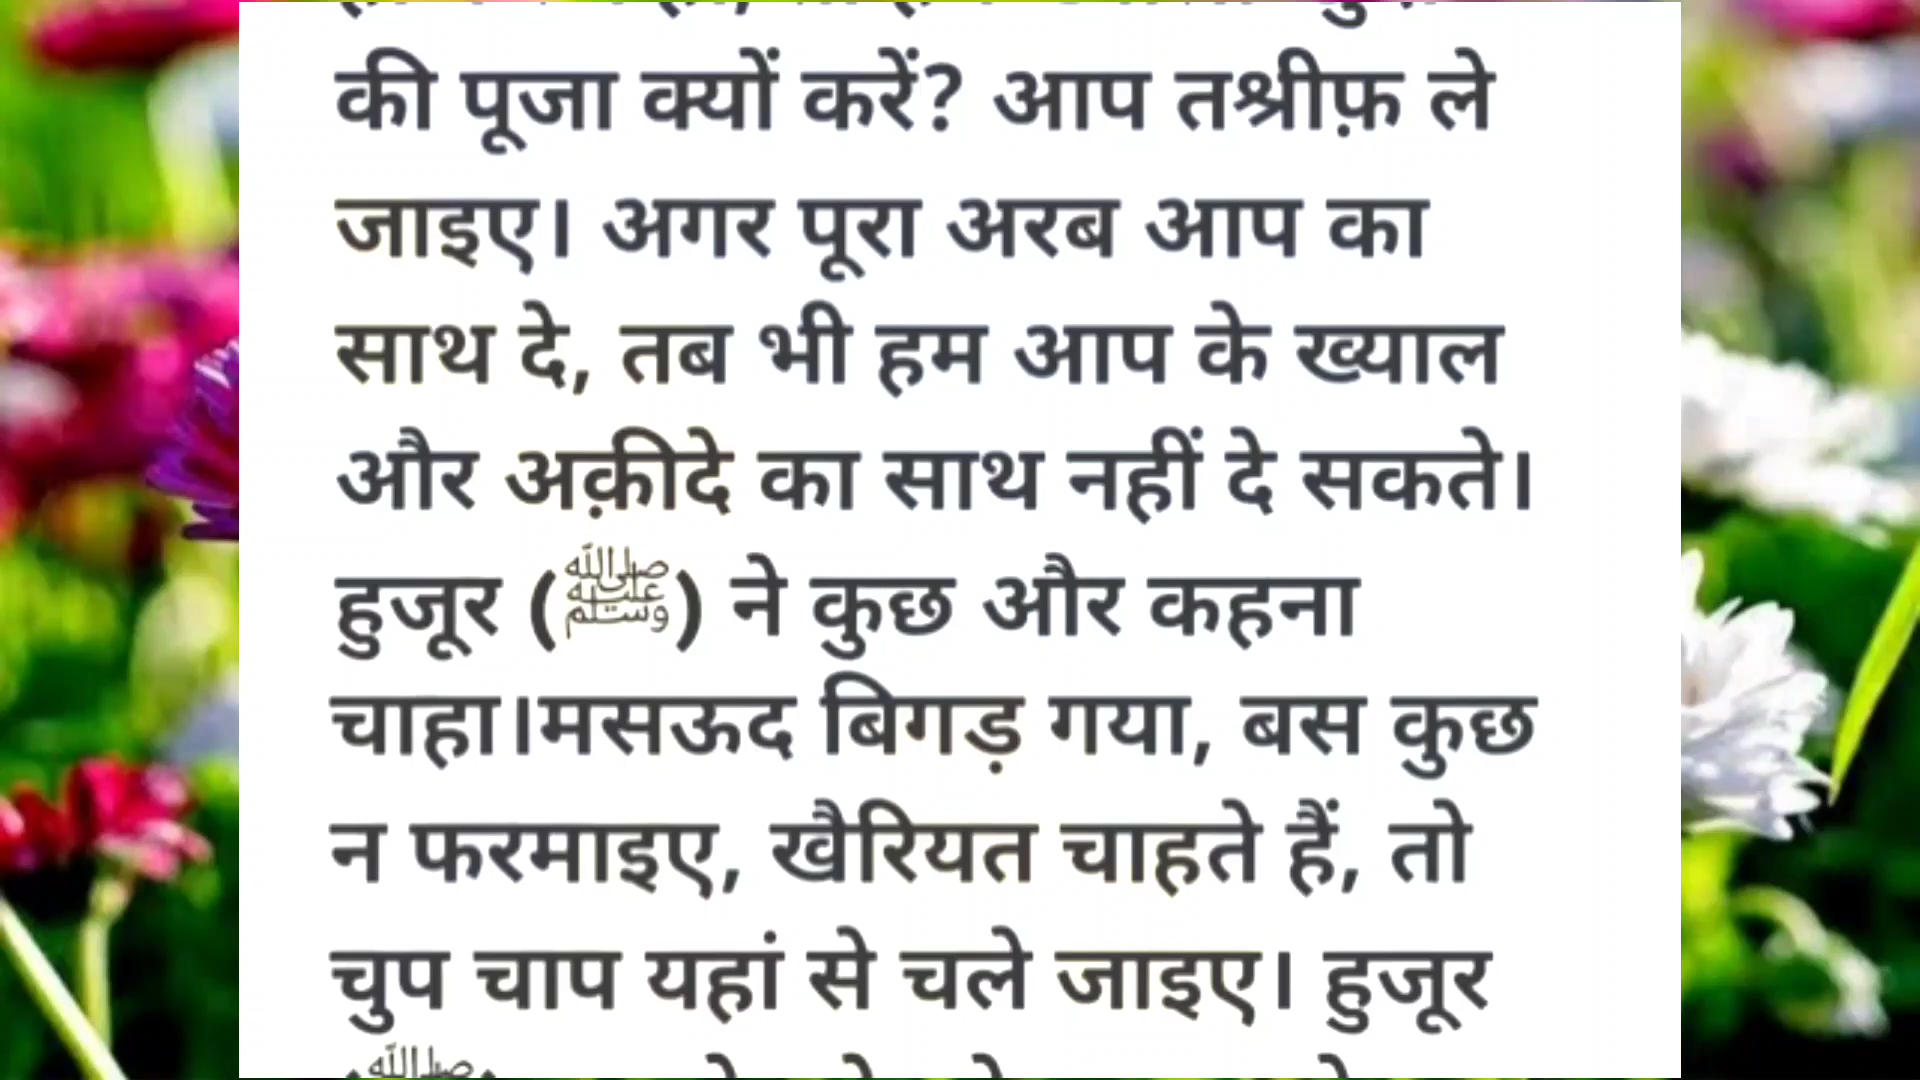 की पूजा क्यों करें? आप तश्रीफ़ ले
जाइए। अगर पूरा अरब आप का
साथ दे, तब भी हम आप के ख्याल
और अक़ीदे का साथ नहीं दे सकते।
हुजूर (ﷺ) ने कुछ और कहना
चाहा।मसऊद बिगड़ गया, बस कुछ
न फरमाइए, खैरियत चाहते हैं, तो
चुप चाप यहां से चले जाइए। हुजूर